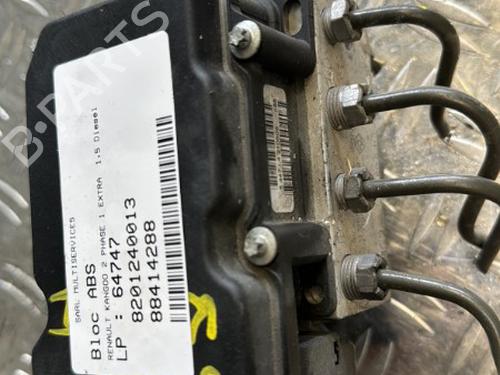 SARL MULTISERVICES
Bloc ABS
RENAULT KANGOO 2 PHASE 1 EXTRA 1.5 Diesel
LP : 64747
8201240013
88414288
B-PARTS